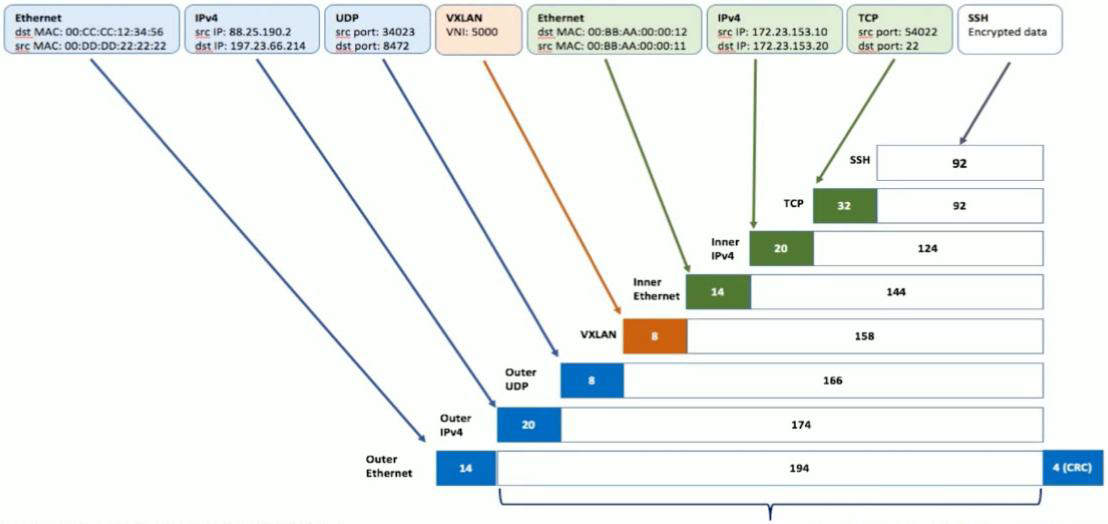 Ethernet
dst MAC: 00:CC:CC:12:34:56
src MAC: 00:DD:DD:22:22:22
IPv4
src IP: 88.25.190.2
dst IP: 197.23.66.214
UDP
src port: 34023
dst port: 8472
VXLAN
VNI: 5000
Ethernet
dst MAC: 00:BB:AA:00:00:12
src MAC: 00:BB:AA:00:00:11
IPv4
src IP: 172.23.153.10
dst IP: 172.23.153.20
TCP
src port: 54022
dst port: 22
SSH
Encrypted data
SSH
92
TCP
32
92
Inner
IPv4
20
124
Inner
Ethernet
14
144
VXLAN
8
158
Outer
UDP
8
166
Outer
IPv4
20
174
Outer
Ethernet
14
194
4 (CRC)